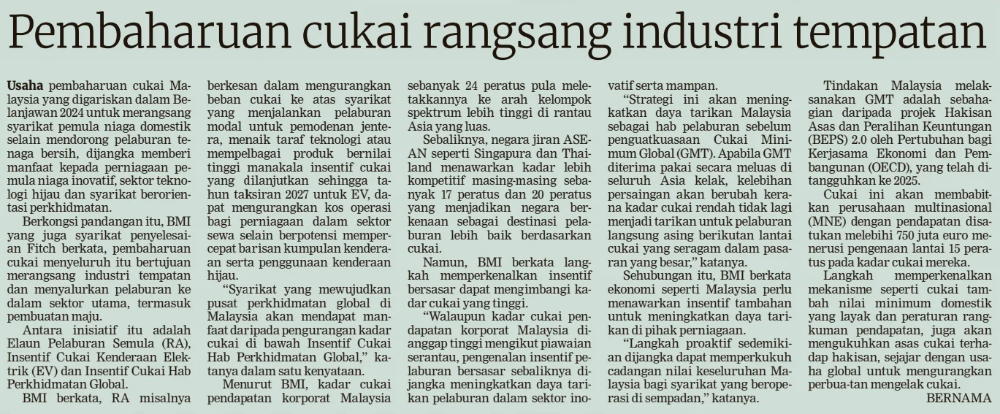 Pembaharuan cukai rangsang industri tempatan
Usaha pembaharuan cukai Ma-
laysia yang digariskan dalam Be-
lanjawan 2024 untuk merangsang
syarikat pemula niaga domestik
selain mendorong pelaburan te-
naga bersih, dijangka memberi
manfaat kepada perniagaan pe-
mula niaga inovatif, sektor tekno-
logi hijau dan syarikat berorien-
tasi perkhidmatan.
Berkongsi pandangan itu, BMI
yang juga syarikat penyelesai-
an Fitch berkata, pembaharuan
cukai menyeluruh itu bertujuan
merangsang industri tempatan
dan menyalurkan pelaburan ke
dalam sektor utama, termasuk
pembuatan maju.
Antara inisiatif itu adalah
Elaun Pelaburan Semula (RA),
Insentif Cukai Kenderaan Elek-
trik (EV) dan Insentif Cukai Hab
Perkhidmatan Global.
BMI berkata, RA misalnya
berkesan dalam mengurangkan
beban cukai ke atas syarikat
yang menjalankan pelaburan
modal untuk pemodenan jente-
ra, menaik taraf teknologi atau
mempelbagai produk bernilai
tinggi manakala insentif cukai
yang dilanjutkan sehingga ta-
hun taksiran 2027 untuk EV, da-
pat mengurangkan kos operasi
bagi perniagaan dalam sektor
sewa selain berpotensi memper-
cepat barisan kumpulan kendera-
an serta penggunaan kenderaan
hijau.
“Syarikat yang mewujudkan
pusat perkhidmatan global di
Malaysia akan mendapat man-
faat daripada pengurangan kadar
cukai di bawah Insentif Cukai
Hab Perkhidmatan Global,” ka-
tanya dalam satu kenyataan.
Menurut BMI, kadar cukai
pendapatan korporat Malaysia
sebanyak 24 peratus pula mele-
takkannya ke arah kelompok
spektrum lebih tinggi di rantau
Asia yang luas.
Sebaliknya, negara jiran ASE-
AN seperti Singapura dan Thai-
land menawarkan kadar lebih
kompetitif masing-masing seba-
nyak 17 peratus dan 20 peratus
yang menjadikan negara ber-
kenaan sebagai destinasi pela-
buran lebih baik berdasarkan
cukai.
Namun, BMI berkata lang-
kah memperkenalkan insentif
bersasar dapat mengimbangi ka-
dar cukai yang tinggi.
“Walaupun kadar cukai pen-
dapatan korporat Malaysia di-
anggap tinggi mengikut piawaian
serantau, pengenalan insentif pe-
laburan bersasar sebaliknya di-
jangka meningkatkan daya tari-
kan pelaburan dalam sektor ino-
vatif serta mampan.
“Strategi ini akan mening-
katkan daya tarikan Malaysia
sebagai hab pelaburan sebelum
penguatkuasaan Cukai Mini-
mum Global (GMT). Apabila GMT
diterima pakai secara meluas di
seluruh Asia kelak, kelebihan
persaingan akan berubah kera-
na kadar cukai rendah tidak lagi
menjadi tarikan untuk pelaburan
langsung asing berikutan lantai
cukai yang seragam dalam pasa-
ran yang besar,” katanya.
Sehubungan itu, BMI berkata
ekonomi seperti Malaysia perlu
menawarkan insentif tambahan
untuk meningkatkan daya tari-
kan di pihak perniagaan.
“Langkah proaktif sedemiki-
an dijangka dapat memperkukuh
cadangan nilai keseluruhan Ma-
laysia bagi syarikat yang berope-
rasi di sempadan,” katanya.
Tindakan Malaysia melak-
sanakan GMT adalah sebaha-
gian daripada projek Hakisan
Asas dan Peralihan Keuntungan
(BEPS) 2.0 oleh Pertubuhan bagi
Kerjasama Ekonomi dan Pem-
bangunan (OECD), yang telah di-
tangguhkan ke 2025.
Cukai ini akan membabit-
kan perusahaan multinasional
(MNE) dengan pendapatan disa-
tukan melebihi 750 juta euro me-
nerusi pengenaan lantai 15 pera-
tus pada kadar cukai mereka.
Langkah memperkenalkan
mekanisme seperti cukai tam-
bah nilai minimum domestik
yang layak dan peraturan rang-
kuman pendapatan, juga akan
mengukuhkan asas cukai terha-
dap hakisan, sejajar dengan usa-
ha global untuk mengurangkan
perbua-tan mengelak cukai.
BERNAMA